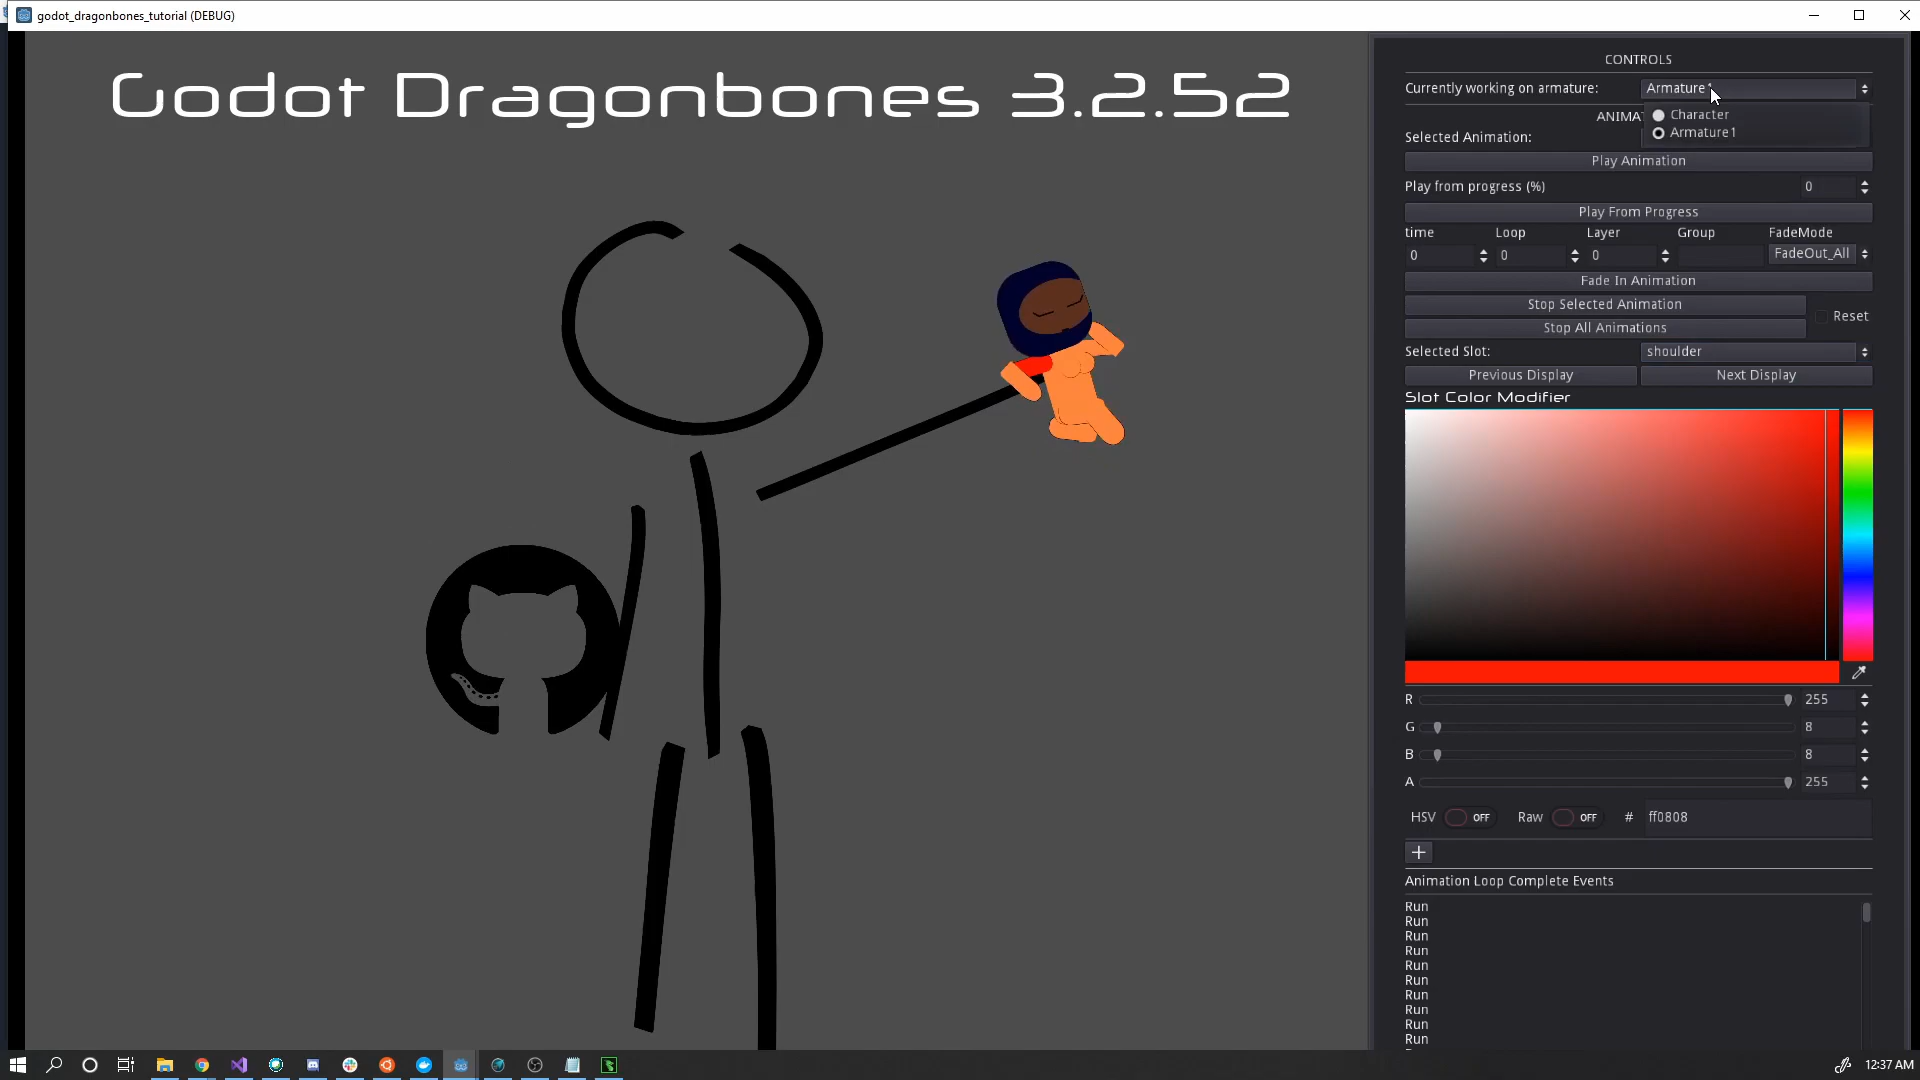 godot_dragonbones_tutorial (DEBUG)
Godot Dragonbones 3.2.52
CONTROLS
Currently working on armature:
Armature
Character
Armature1
ANIMA
Selected Animation:
Play Animation
Play from progress (%)
0
Play From Progress
time Loop Layer Group FadeMode
0 0 0 FadeOut_All
Fade In Animation
Stop Selected Animation
Reset
Stop All Animations
Selected Slot: shoulder
Previous Display Next Display
Slot Color Modifier
R 255
G 8
B 8
A 255
HSV OFF Raw OFF # ff0808
+
Animation Loop Complete Events
Run
Run
Run
Run
Run
Run
Run
Run
Run
Run
12:37 AM